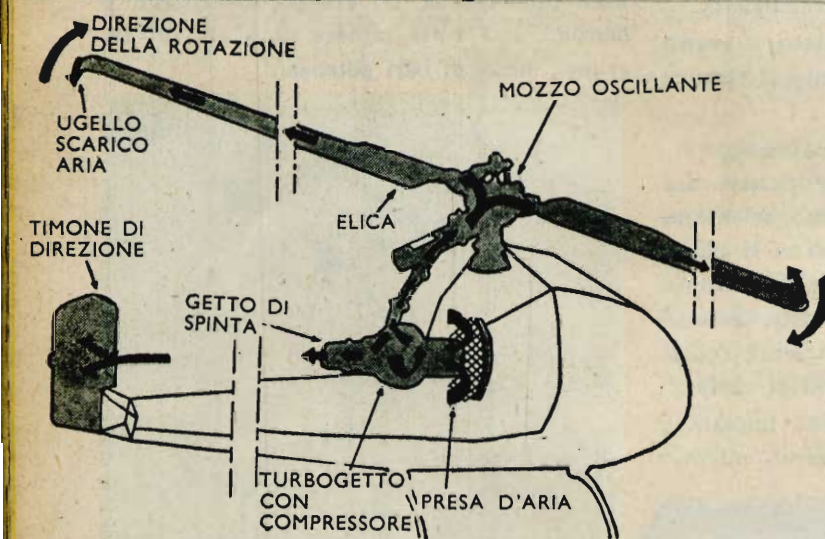 DIREZIONE
DELLA ROTAZIONE
UGELLO
SCARICO
ARIA
MOZZO OSCILLANTE
ELICA
TIMONE DI
DIREZIONE
GETTO DI
SPINTA
TURBOGETTO
CON
COMPRESSORE
PRESA D'ARIA